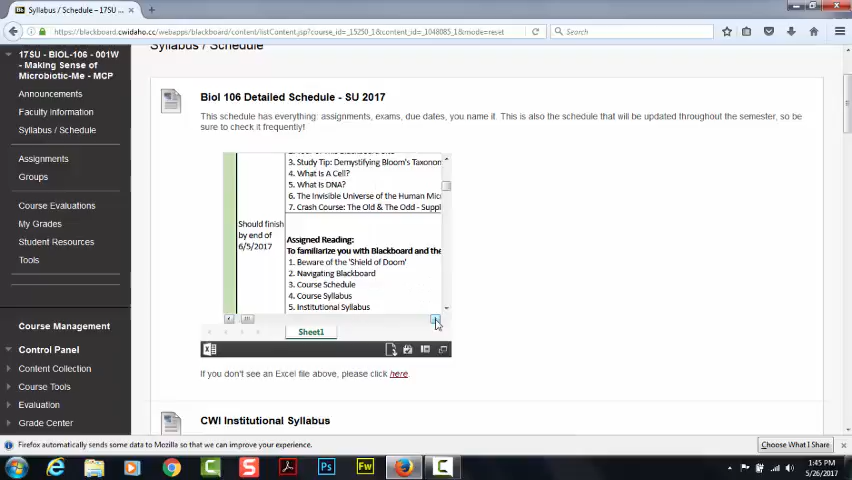 Syllabus / Schedule – 17SU...
https://blackboard.cwidaho.cc/webapps/blackboard/content/listContent.jsp?course_id=_15250_1&content_id=_1048085_1&mode=reset
Search
17SU - BIOL-106 - 001W
- Making Sense of
Microbiotic-Me - MCP
Announcements
Faculty Information
Syllabus / Schedule
Assignments
Groups
Course Evaluations
My Grades
Student Resources
Tools
Course Management
Control Panel
Content Collection
Course Tools
Evaluation
Grade Center
Syllabus / Schedule
Biol 106 Detailed Schedule - SU 2017
This schedule has everything: assignments, exams, due dates, you name it. This is also the schedule that will be updated throughout the semester, so be
sure to check it frequently!
3. Study Tip: Demystifying Bloom's Taxonon
4. What Is A Cell?
5. What Is DNA?
6. The Invisible Universe of the Human Mic
7. Crash Course: The Old & The Odd - Suppl
Should finish
by end of
6/5/2017
Assigned Reading:
To familiarize you with Blackboard and the
1. Beware of the 'Shield of Doom'
2. Navigating Blackboard
3. Course Schedule
4. Course Syllabus
5. Institutional Syllabus
Sheet1
If you don't see an Excel file above, please click here.
CWI Institutional Syllabus
Firefox automatically sends some data to Mozilla so that we can improve your experience.
Choose What I Share
1:45 PM
5/26/2017